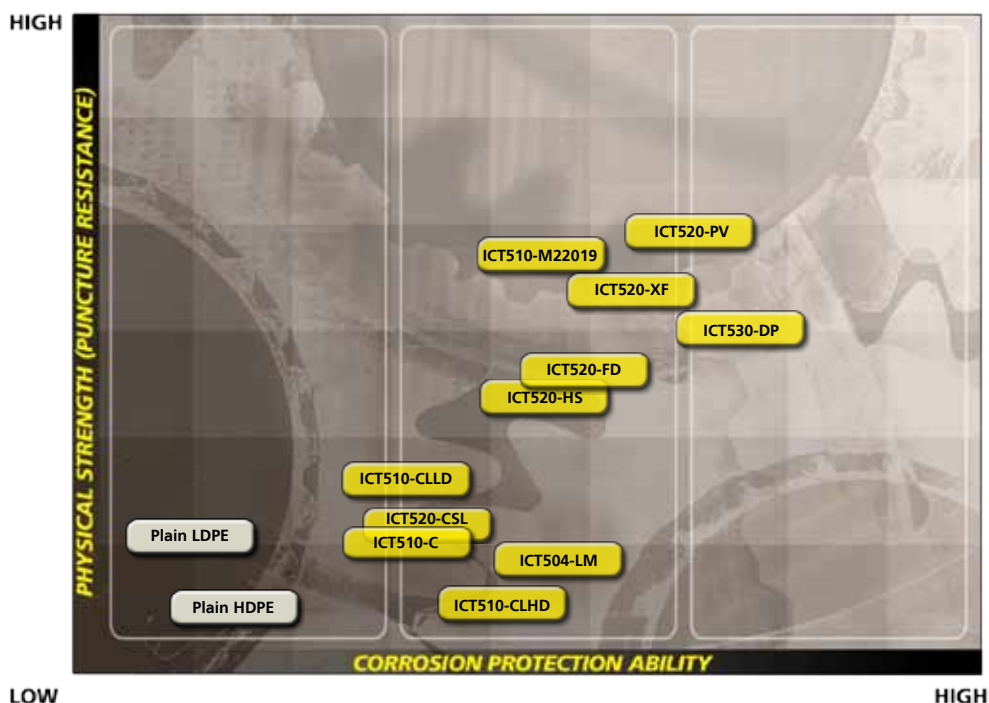 HIGH
PHYSICAL STRENGTH (PUNCTURE RESISTANCE)
ICT520-PV
ICT510-M22019
ICT520-XF
ICT530-DP
ICT520-FD
ICT520-HS
ICT510-CLLD
ICT520-CSL
Plain LDPE
ICT510-C
ICT504-LM
Plain HDPE
ICT510-CLHD
CORROSION PROTECTION ABILITY
LOW
HIGH